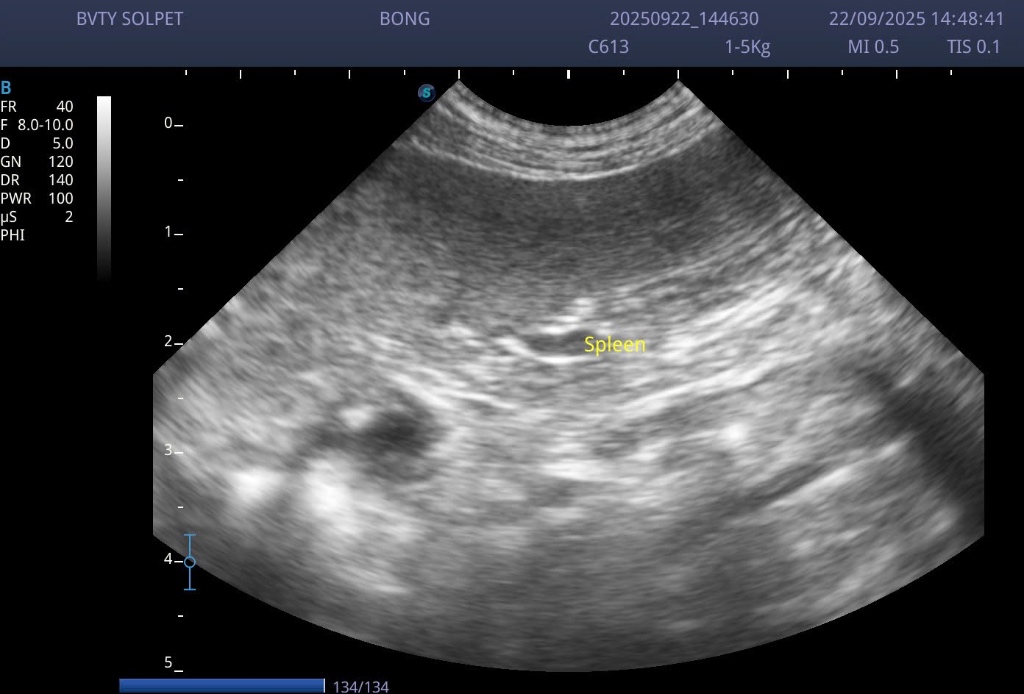 BVTY SOLPET BONG 20250922_144630 22/09/2025 14:48:41
C613 1-5Kg MI 0.5 TIS 0.1
B
FR 40
F 8.0-10.0
D 5.0
GN 120
DR 140
PWR 100
µS 2
PHI
S
0
1
2
3
4
5
Spleen
134/134